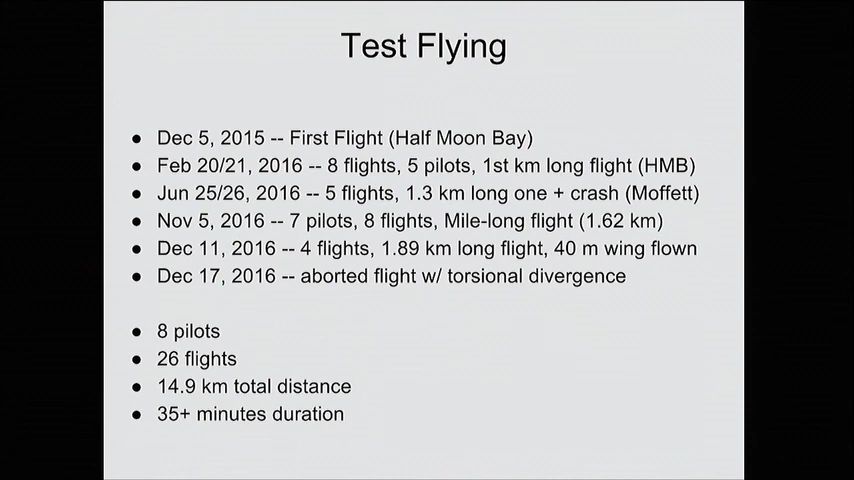 Test Flying
● Dec 5, 2015 -- First Flight (Half Moon Bay)
● Feb 20/21, 2016 -- 8 flights, 5 pilots, 1st km long flight (HMB)
● Jun 25/26, 2016 -- 5 flights, 1.3 km long one + crash (Moffett)
● Nov 5, 2016 -- 7 pilots, 8 flights, Mile-long flight (1.62 km)
● Dec 11, 2016 -- 4 flights, 1.89 km long flight, 40 m wing flown
● Dec 17, 2016 -- aborted flight w/ torsional divergence
● 8 pilots
● 26 flights
● 14.9 km total distance
● 35+ minutes duration